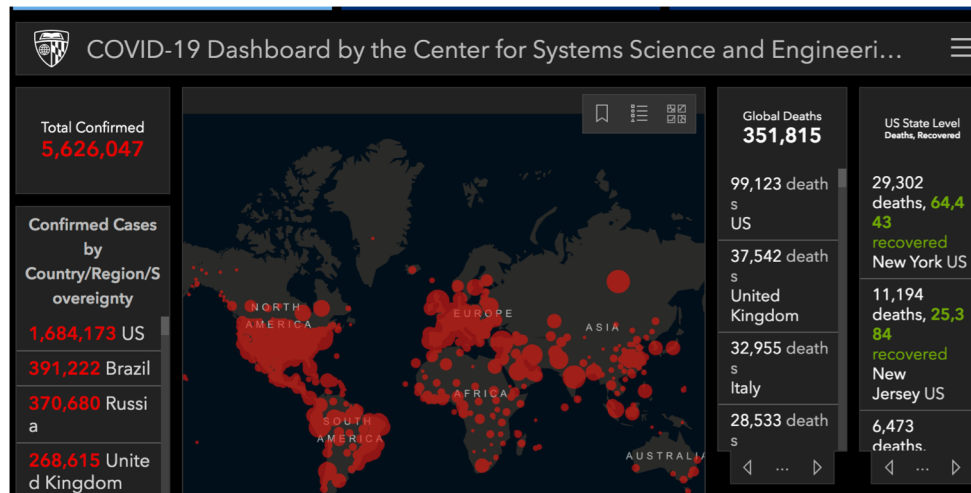 COVID-19 Dashboard by the Center for Systems Science and Engineeri...
Total Confirmed
5,626,047
Confirmed Cases
by
Country/Region/S
overeignty
1,684,173 US
391,222 Brazil
370,680 Russi
a
268,615 Unite
d Kingdom
NORTH
AMERICA
EUROPE
ASIA
AFRICA
SOUTH
AMERICA
AUSTRALIA
Global Deaths
351,815
99,123 death
s
US
37,542 death
s
United
Kingdom
32,955 death
s
Italy
28,533 death
s
...
US State Level
Deaths, Recovered
29,302
deaths, 64,4
43
recovered
New York US
11,194
deaths, 25,3
84
recovered
New
Jersey US
6,473
deaths,
...